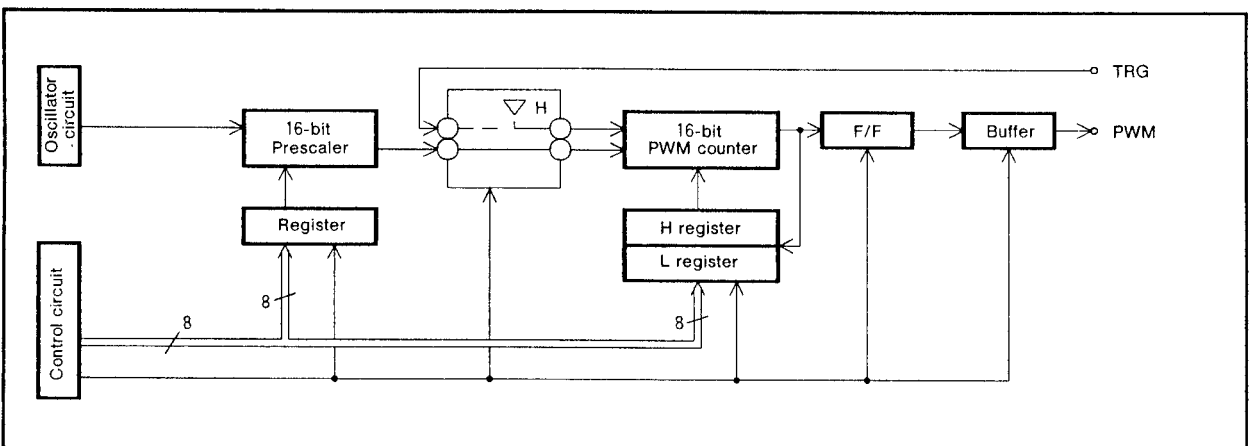 TRG
Oscillator
circuit
16-bit
Prescaler
H
16-bit
PWM counter
F/F
Buffer
PWM
Register
H register
L register
Control circuit
8
8
8